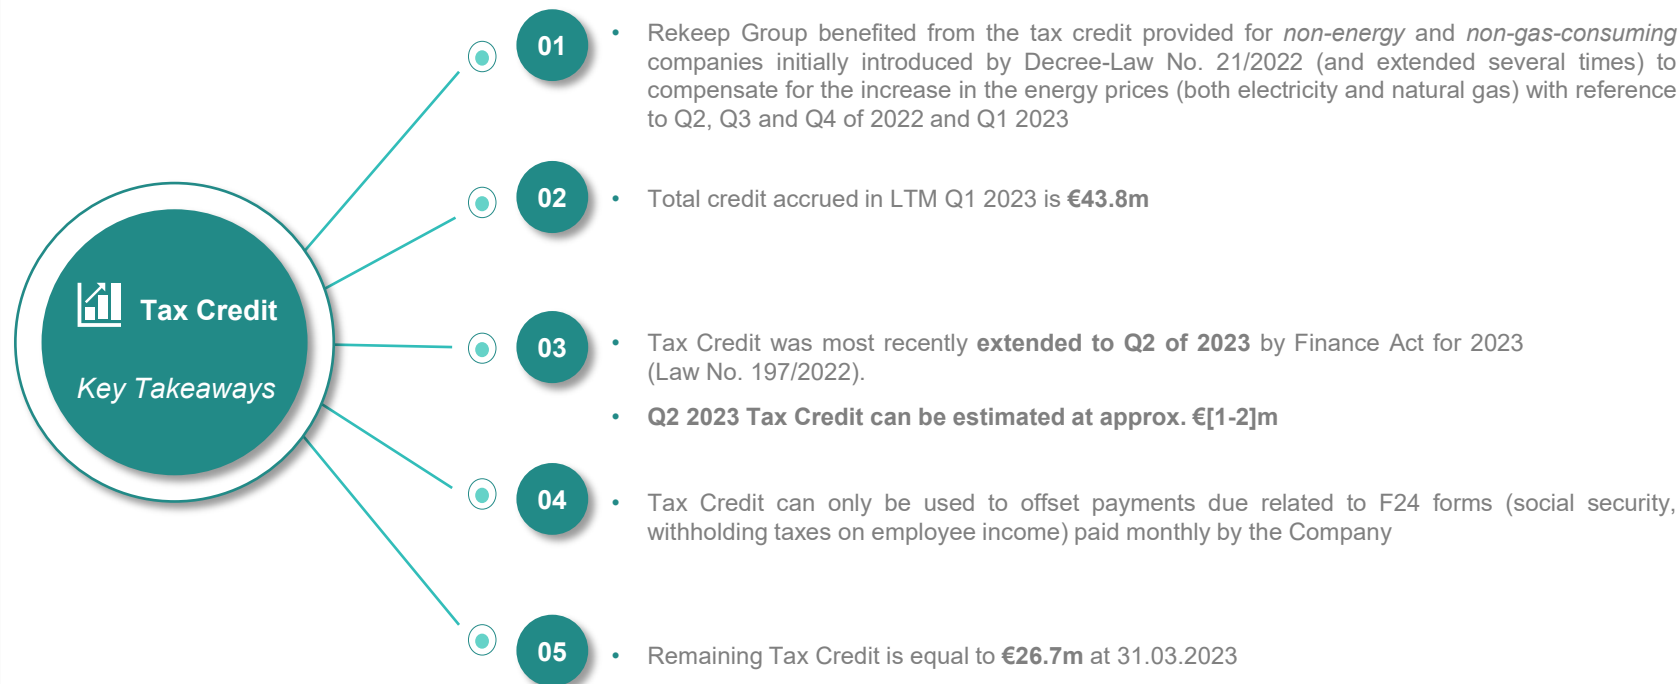 Tax Credit
Key Takeaways
01
• Rekeep Group benefited from the tax credit provided for non-energy and non-gas-consuming
companies initially introduced by Decree-Law No. 21/2022 (and extended several times) to
compensate for the increase in the energy prices (both electricity and natural gas) with reference
to Q2, Q3 and Q4 of 2022 and Q1 2023
02
• Total credit accrued in LTM Q1 2023 is €43.8m
03
• Tax Credit was most recently extended to Q2 of 2023 by Finance Act for 2023
(Law No. 197/2022).
• Q2 2023 Tax Credit can be estimated at approx. €[1-2]m
04
• Tax Credit can only be used to offset payments due related to F24 forms (social security,
withholding taxes on employee income) paid monthly by the Company
05
• Remaining Tax Credit is equal to €26.7m at 31.03.2023